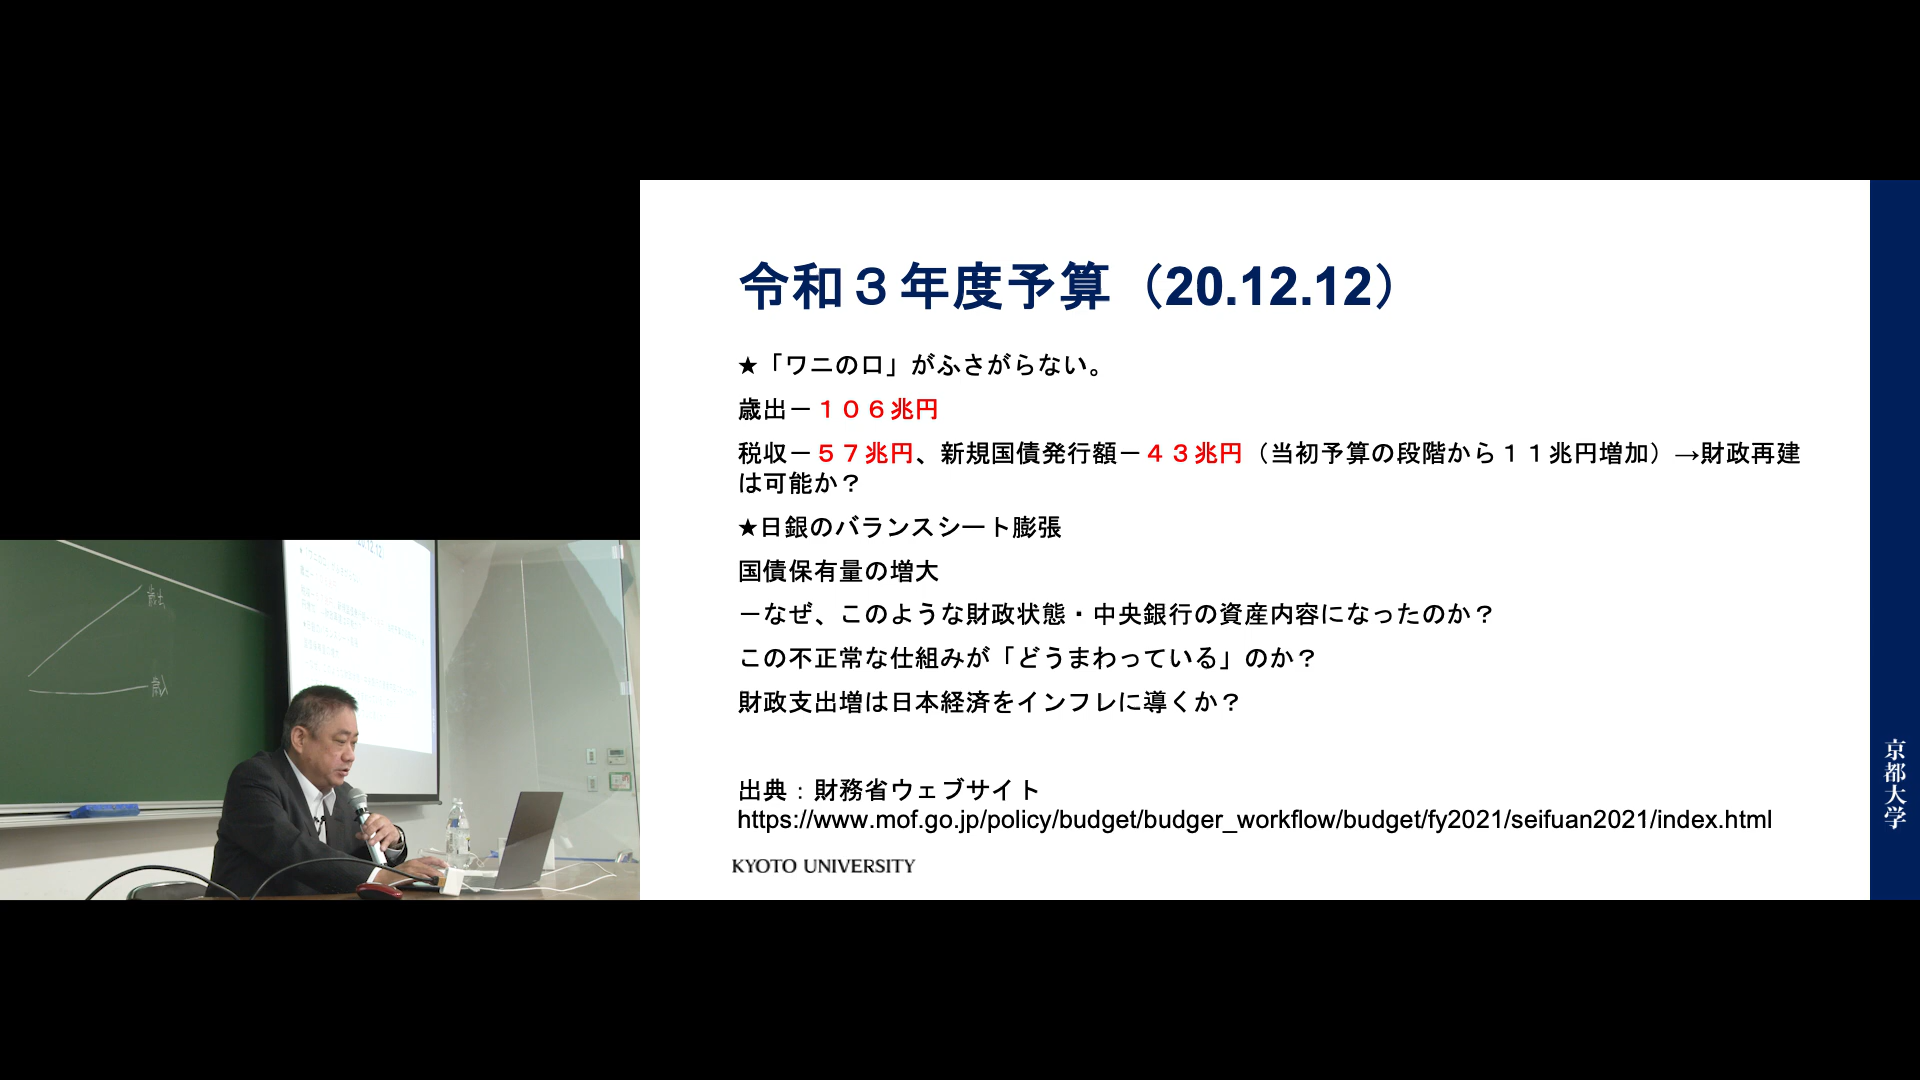 令和３年度予算（20.12.12）
★「ワニの口」がふさがらない。
歳出－１０６兆円
税収－５７兆円、新規国債発行額－４３兆円（当初予算の段階から１１兆円増加）→財政再建
は可能か？
★日銀のバランスシート膨張
国債保有量の増大
－なぜ、このような財政状態・中央銀行の資産内容になったのか？
この不正常な仕組みが「どうまわっている」のか？
財政支出増は日本経済をインフレに導くか？
出典：財務省ウェブサイト
https://www.mof.go.jp/policy/budget/budger_workflow/budget/fy2021/seifuan2021/index.html
KYOTO UNIVERSITY
京都大学
歳出
歳入